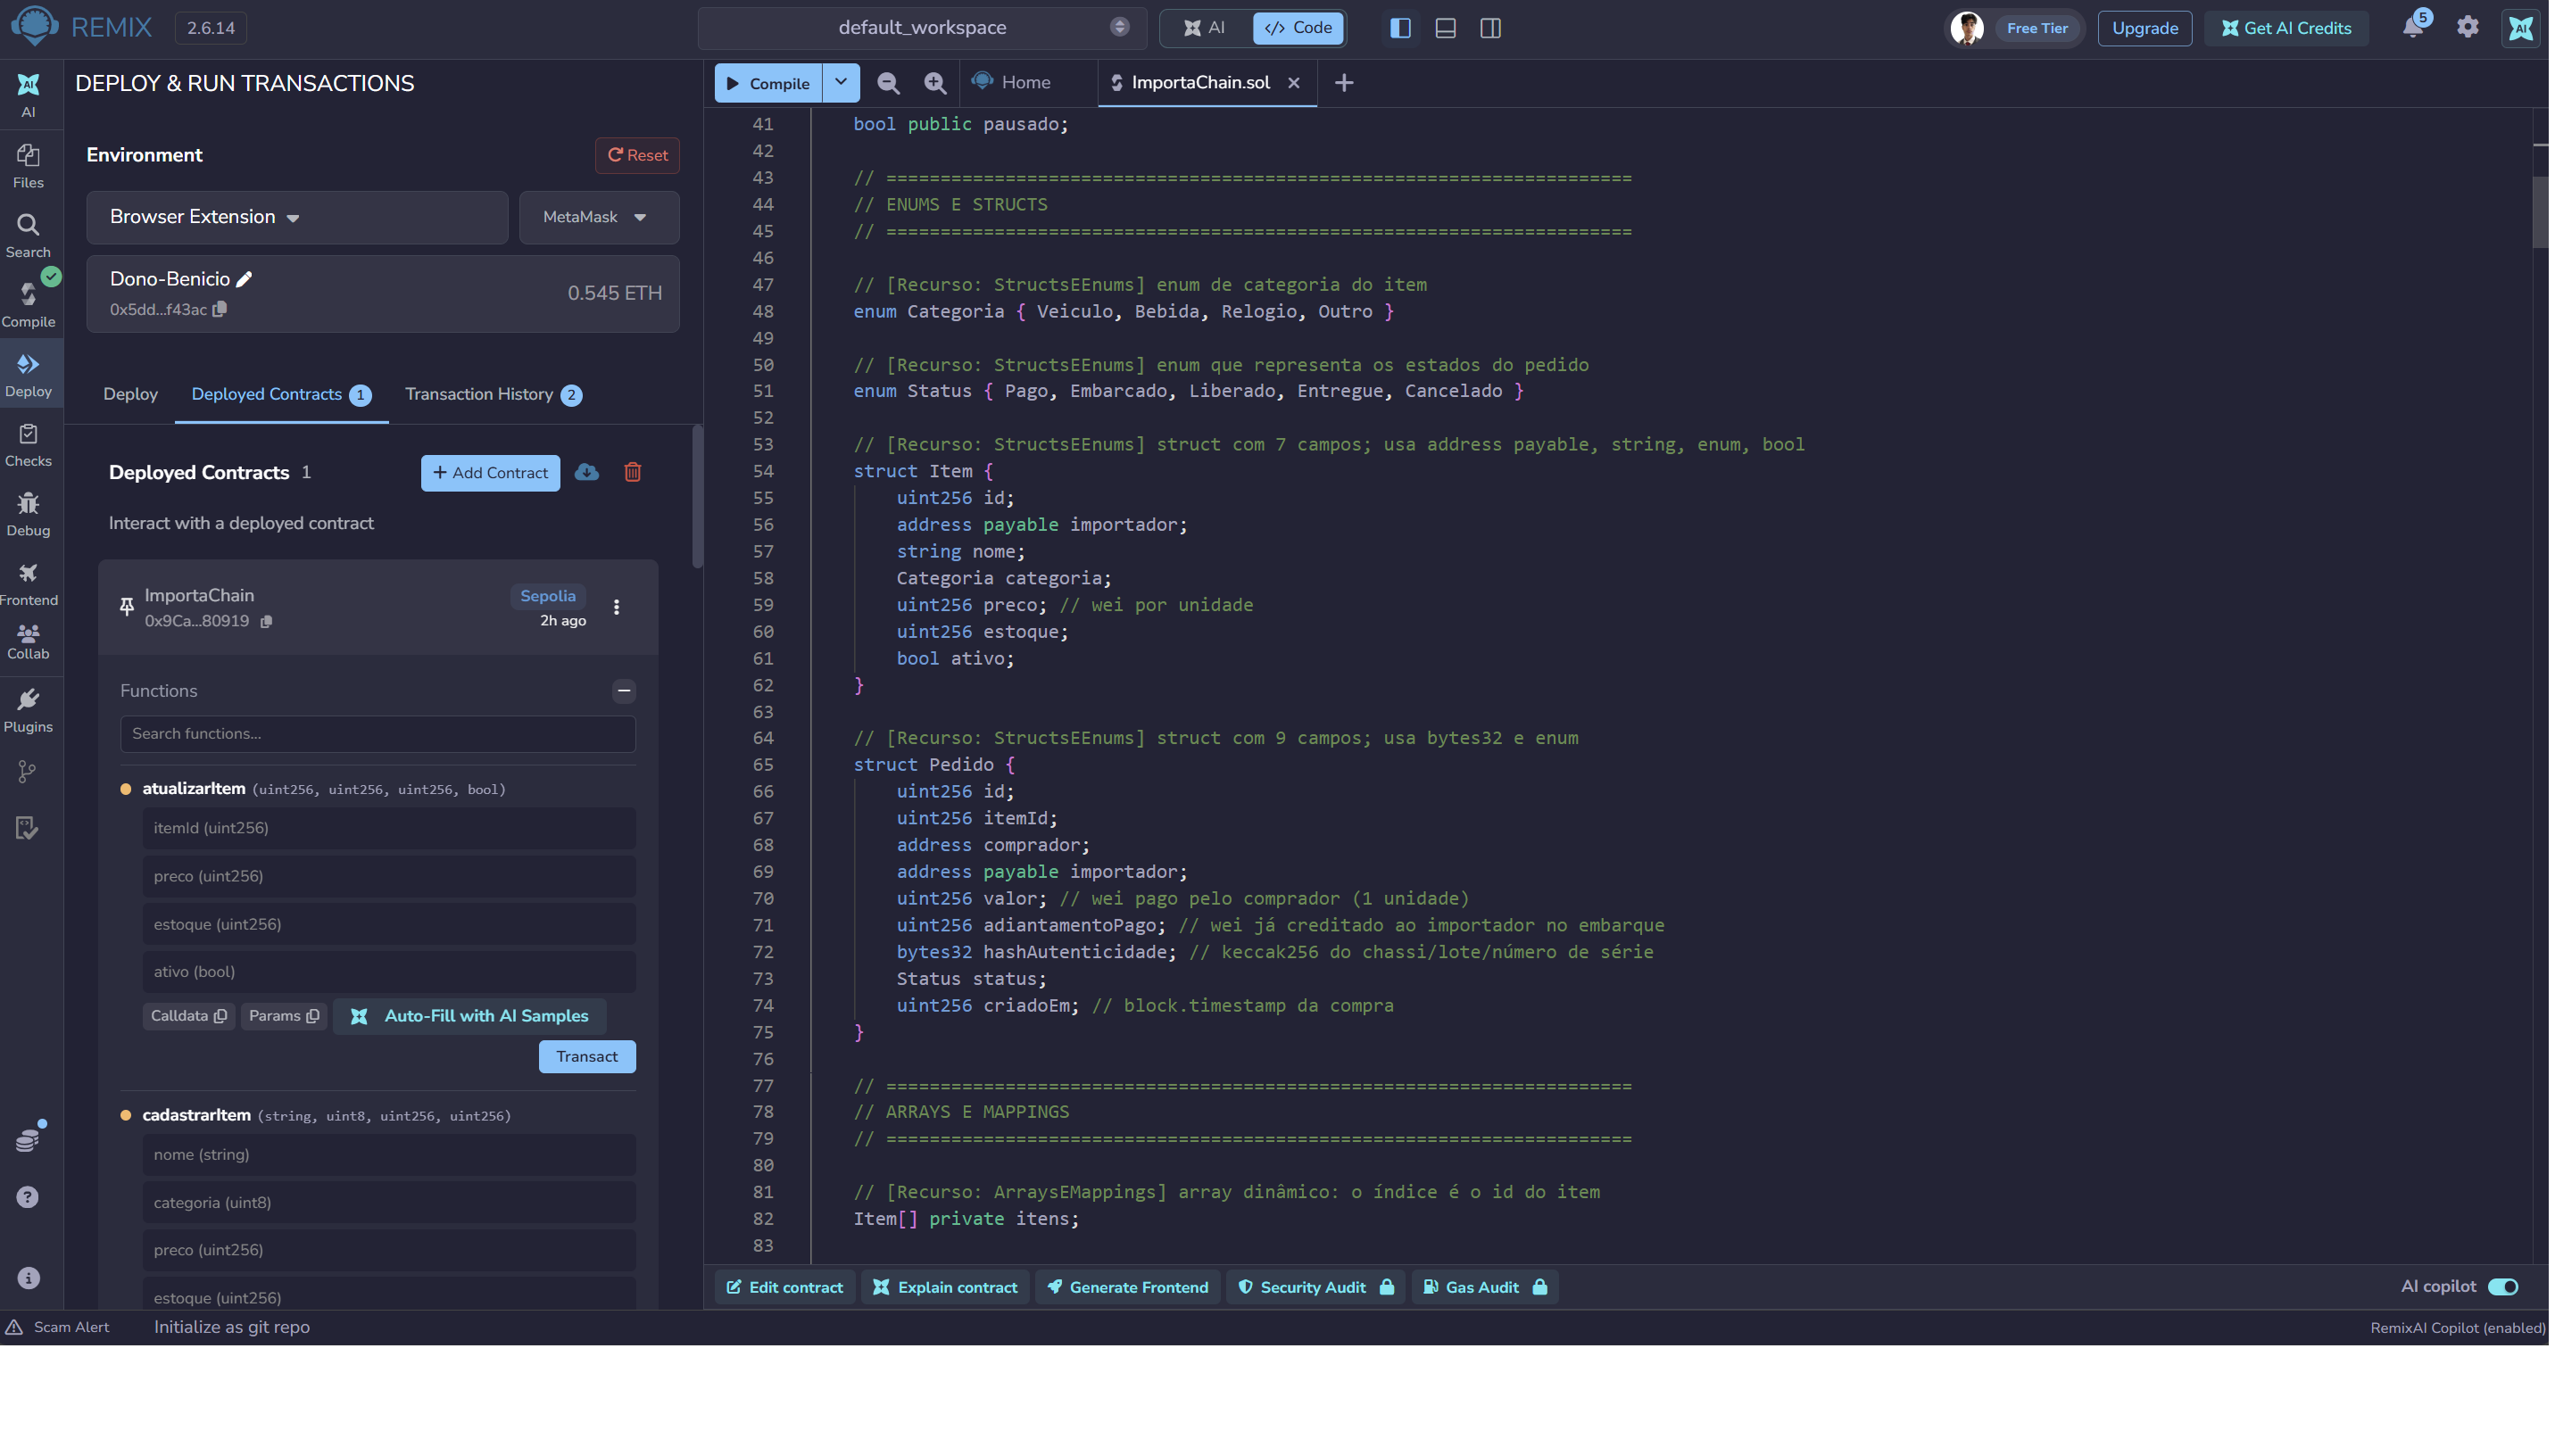 REMIX 2.6.14
default_workspace
AI Code
Free Tier Upgrade Get AI Credits 5 AI
AI
AI
Files
Search
Compile
Deploy
Checks
Debug
Frontend
Collab
Plugins
DEPLOY & RUN TRANSACTIONS
Environment Reset
Browser Extension MetaMask
Dono-Benicio
0x5dd...f43ac
0.545 ETH
Deploy Deployed Contracts 1 Transaction History 2
Deployed Contracts 1 + Add Contract
Interact with a deployed contract
ImportaChain Sepolia
0x9Ca...80919 2h ago
Functions
Search functions...
atualizarItem (uint256, uint256, uint256, bool)
itemId (uint256)
preco (uint256)
estoque (uint256)
ativo (bool)
Calldata Params Auto-Fill with AI Samples
Transact
cadastrarItem (string, uint8, uint256, uint256)
nome (string)
categoria (uint8)
preco (uint256)
estoque (uint256)
Compile Home ImportaChain.sol
41 bool public pausado;
42
43 // =====================================================================
44 // ENUMS E STRUCTS
45 // =====================================================================
46
47 // [Recurso: StructsEEnums] enum de categoria do item
48 enum Categoria { Veiculo, Bebida, Relogio, Outro }
49
50 // [Recurso: StructsEEnums] enum que representa os estados do pedido
51 enum Status { Pago, Embarcado, Liberado, Entregue, Cancelado }
52
53 // [Recurso: StructsEEnums] struct com 7 campos; usa address payable, string, enum, bool
54 struct Item {
55 uint256 id;
56 address payable importador;
57 string nome;
58 Categoria categoria;
59 uint256 preco; // wei por unidade
60 uint256 estoque;
61 bool ativo;
62 }
63
64 // [Recurso: StructsEEnums] struct com 9 campos; usa bytes32 e enum
65 struct Pedido {
66 uint256 id;
67 uint256 itemId;
68 address comprador;
69 address payable importador;
70 uint256 valor; // wei pago pelo comprador (1 unidade)
71 uint256 adiantamentoPago; // wei já creditado ao importador no embarque
72 bytes32 hashAutenticidade; // keccak256 do chassi/lote/número de série
73 Status status;
74 uint256 criadoEm; // block.timestamp da compra
75 }
76
77 // =====================================================================
78 // ARRAYS E MAPPINGS
79 // =====================================================================
80
81 // [Recurso: ArraysEMappings] array dinâmico: o índice é o id do item
82 Item[] private itens;
83
Edit contract Explain contract Generate Frontend Security Audit Gas Audit AI copilot
Scam Alert Initialize as git repo RemixAI Copilot (enabled)